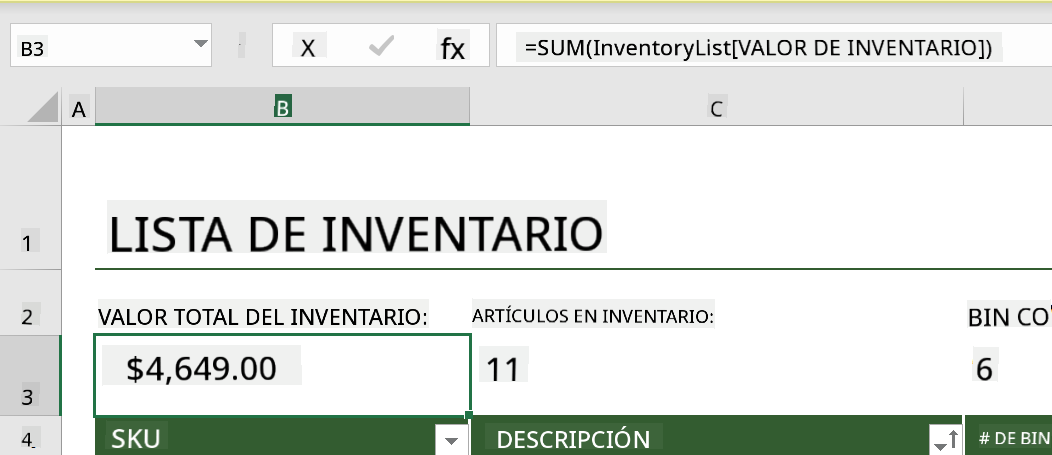 B3 X fx =SUM(InventoryList[VALOR DE INVENTARIO])
A B C
1 LISTA DE INVENTARIO
2 VALOR TOTAL DEL INVENTARIO: ARTÍCULOS EN INVENTARIO: BIN
3 $4,649.00 11 6
4 SKU DESCRIPCIÓN # DE BIN